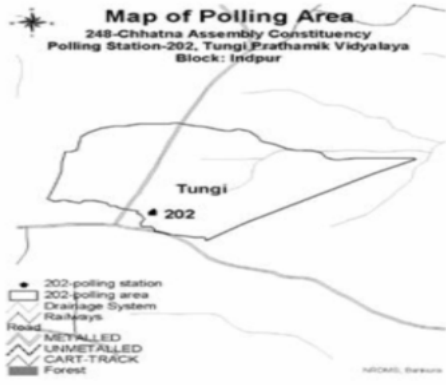 Map of Polling Area
248-Chhatna Assembly Constituency
Polling Station-202, Tungi Prathamik Vidyalaya
Block: Indpur
Tungi
202
202-polling station
202-polling area
Drainage System
Railways
Road
METALLED
UNMETALLED
CART-TRACK
Forest
NRDMS, Bankura